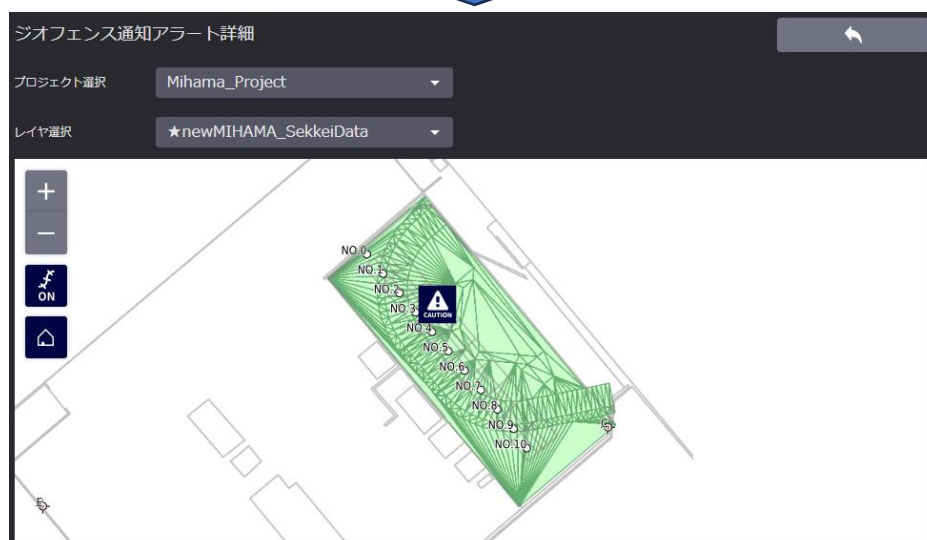 ジオフェンス通知アラート詳細
プロジェクト選択
Mihama_Project
レイヤ選択
★newMIHAMA_SekkeiData
+
−
ON
NO.0
NO.1
NO.2
NO.3
CAUTION
NO.4
NO.5
NO.6
NO.7
NO.8
NO.9
NO.10